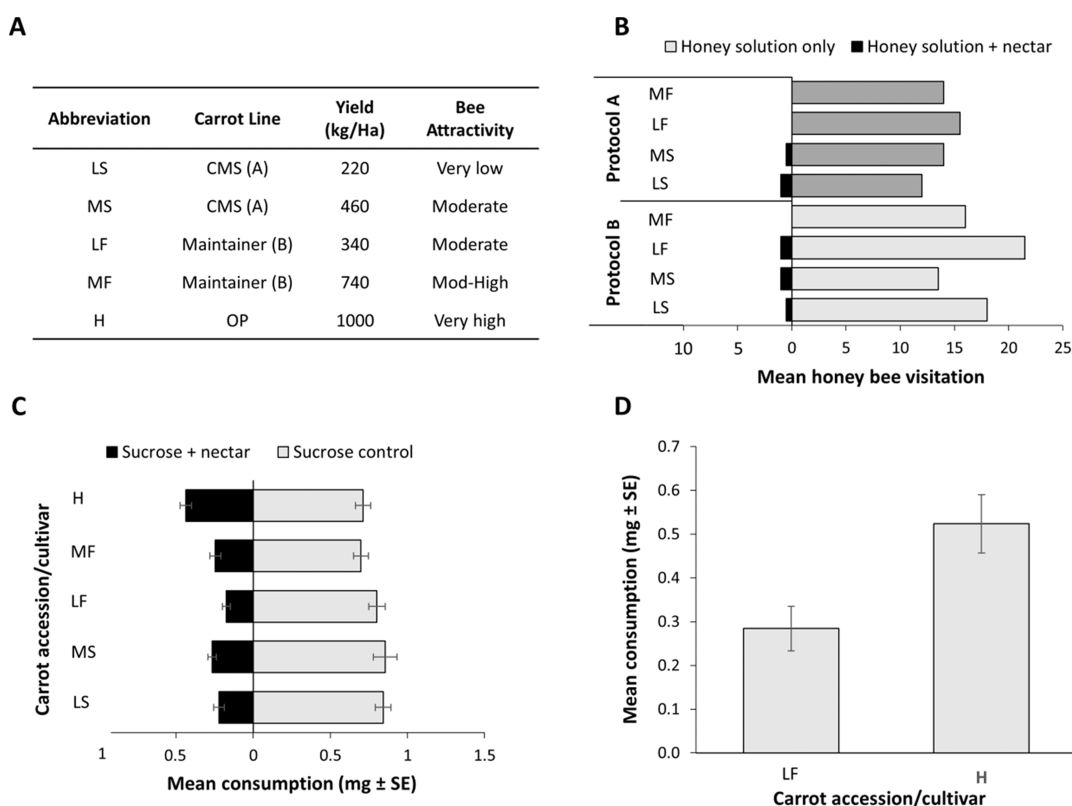 A
Abbreviation Carrot Line Yield (kg/Ha) Bee Attractivity
LS CMS (A) 220 Very low
MS CMS (A) 460 Moderate
LF Maintainer (B) 340 Moderate
MF Maintainer (B) 740 Mod-High
H OP 1000 Very high
B
Honey solution only Honey solution + nectar
Protocol A
MF
LF
MS
LS
Protocol B
MF
LF
MS
LS
10 5 0 5 10 15 20 25
Mean honey bee visitation
C
Sucrose + nectar Sucrose control
Carrot accession/cultivar
H
MF
LF
MS
LS
1 0.5 0 0.5 1 1.5
Mean consumption (mg ± SE)
D
Mean consumption (mg ± SE)
0.7
0.6
0.5
0.4
0.3
0.2
0.1
0.0
LF H
Carrot accession/cultivar